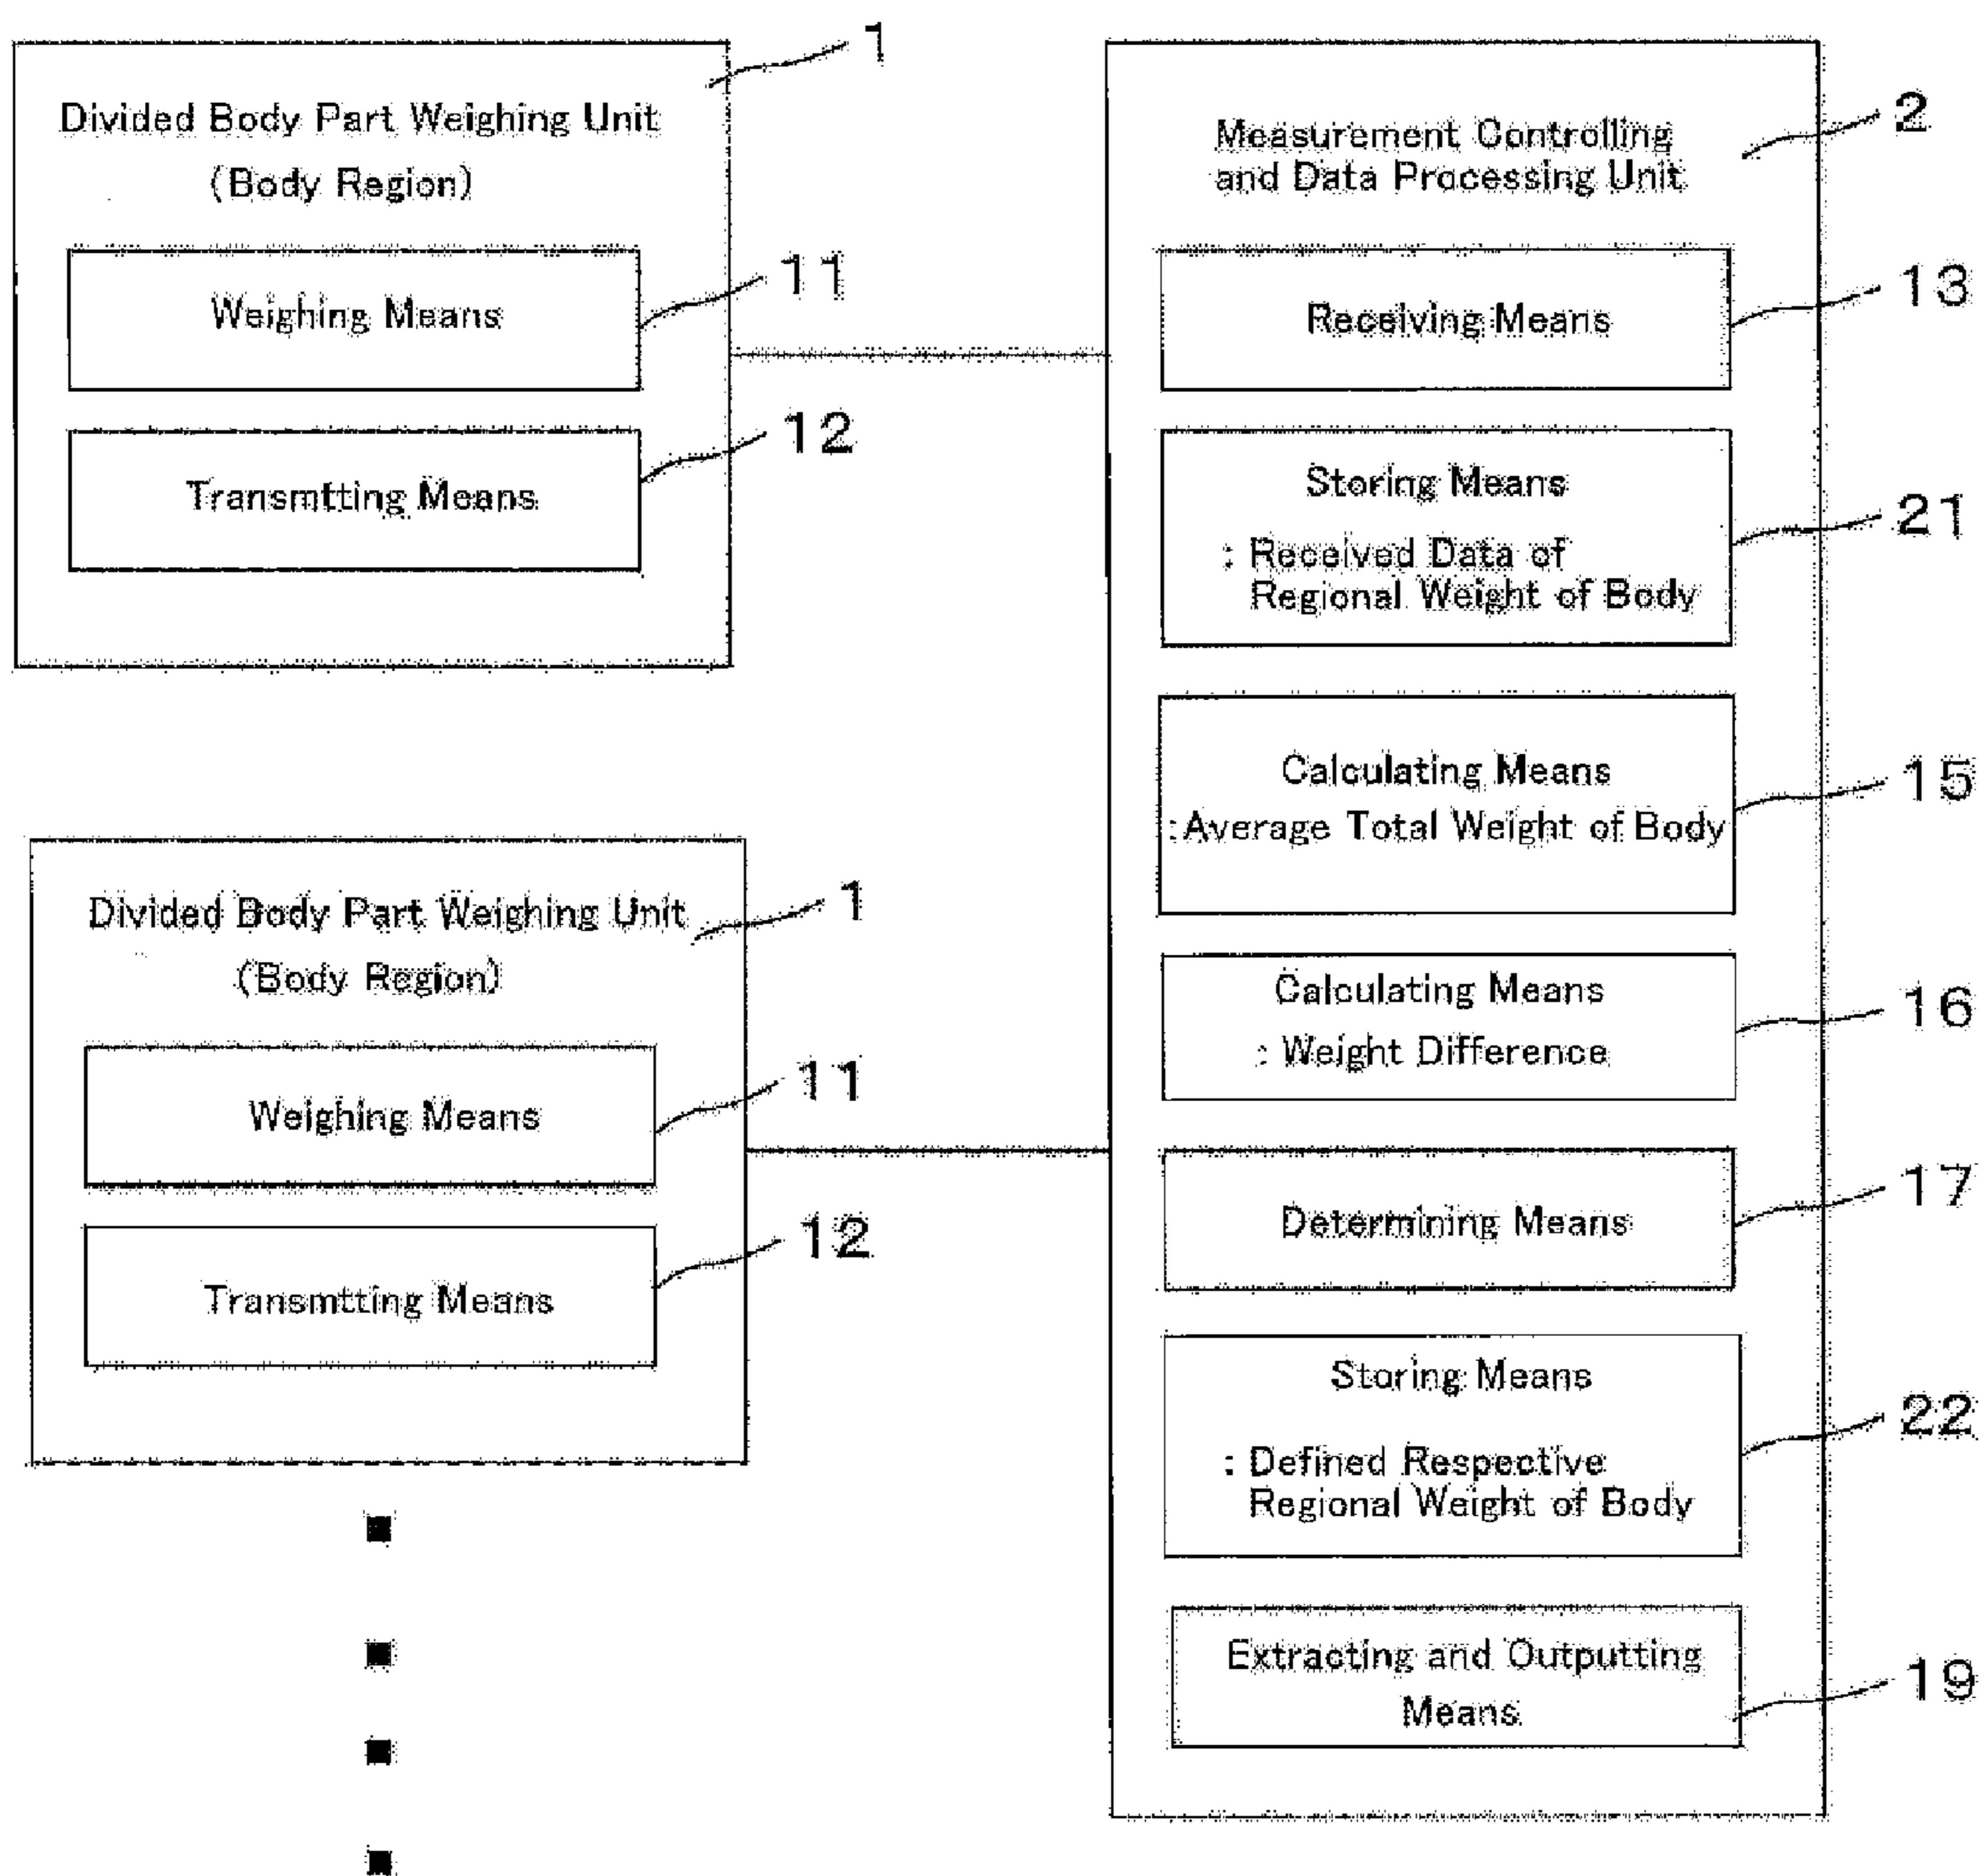 1
Divided Body Part Weighing Unit
(Body Region)
Weighing Means
11
Transmtting Means
12
Divided Body Part Weighing Unit
1
(Body Region)
Weighing Means
11
Transmtting Means
12
2
Measurement Controlling
and Data Processing Unit
Receiving Means
13
Storing Means
: Received Data of
Regional Weight of Body
21
Calculating Means
:Average Total Weight of Body
15
Calculating Means
: Weight Difference
16
Determining Means
17
Storing Means
: Defined Respective
Regional Weight of Body
22
Extracting and Outputting
Means
19